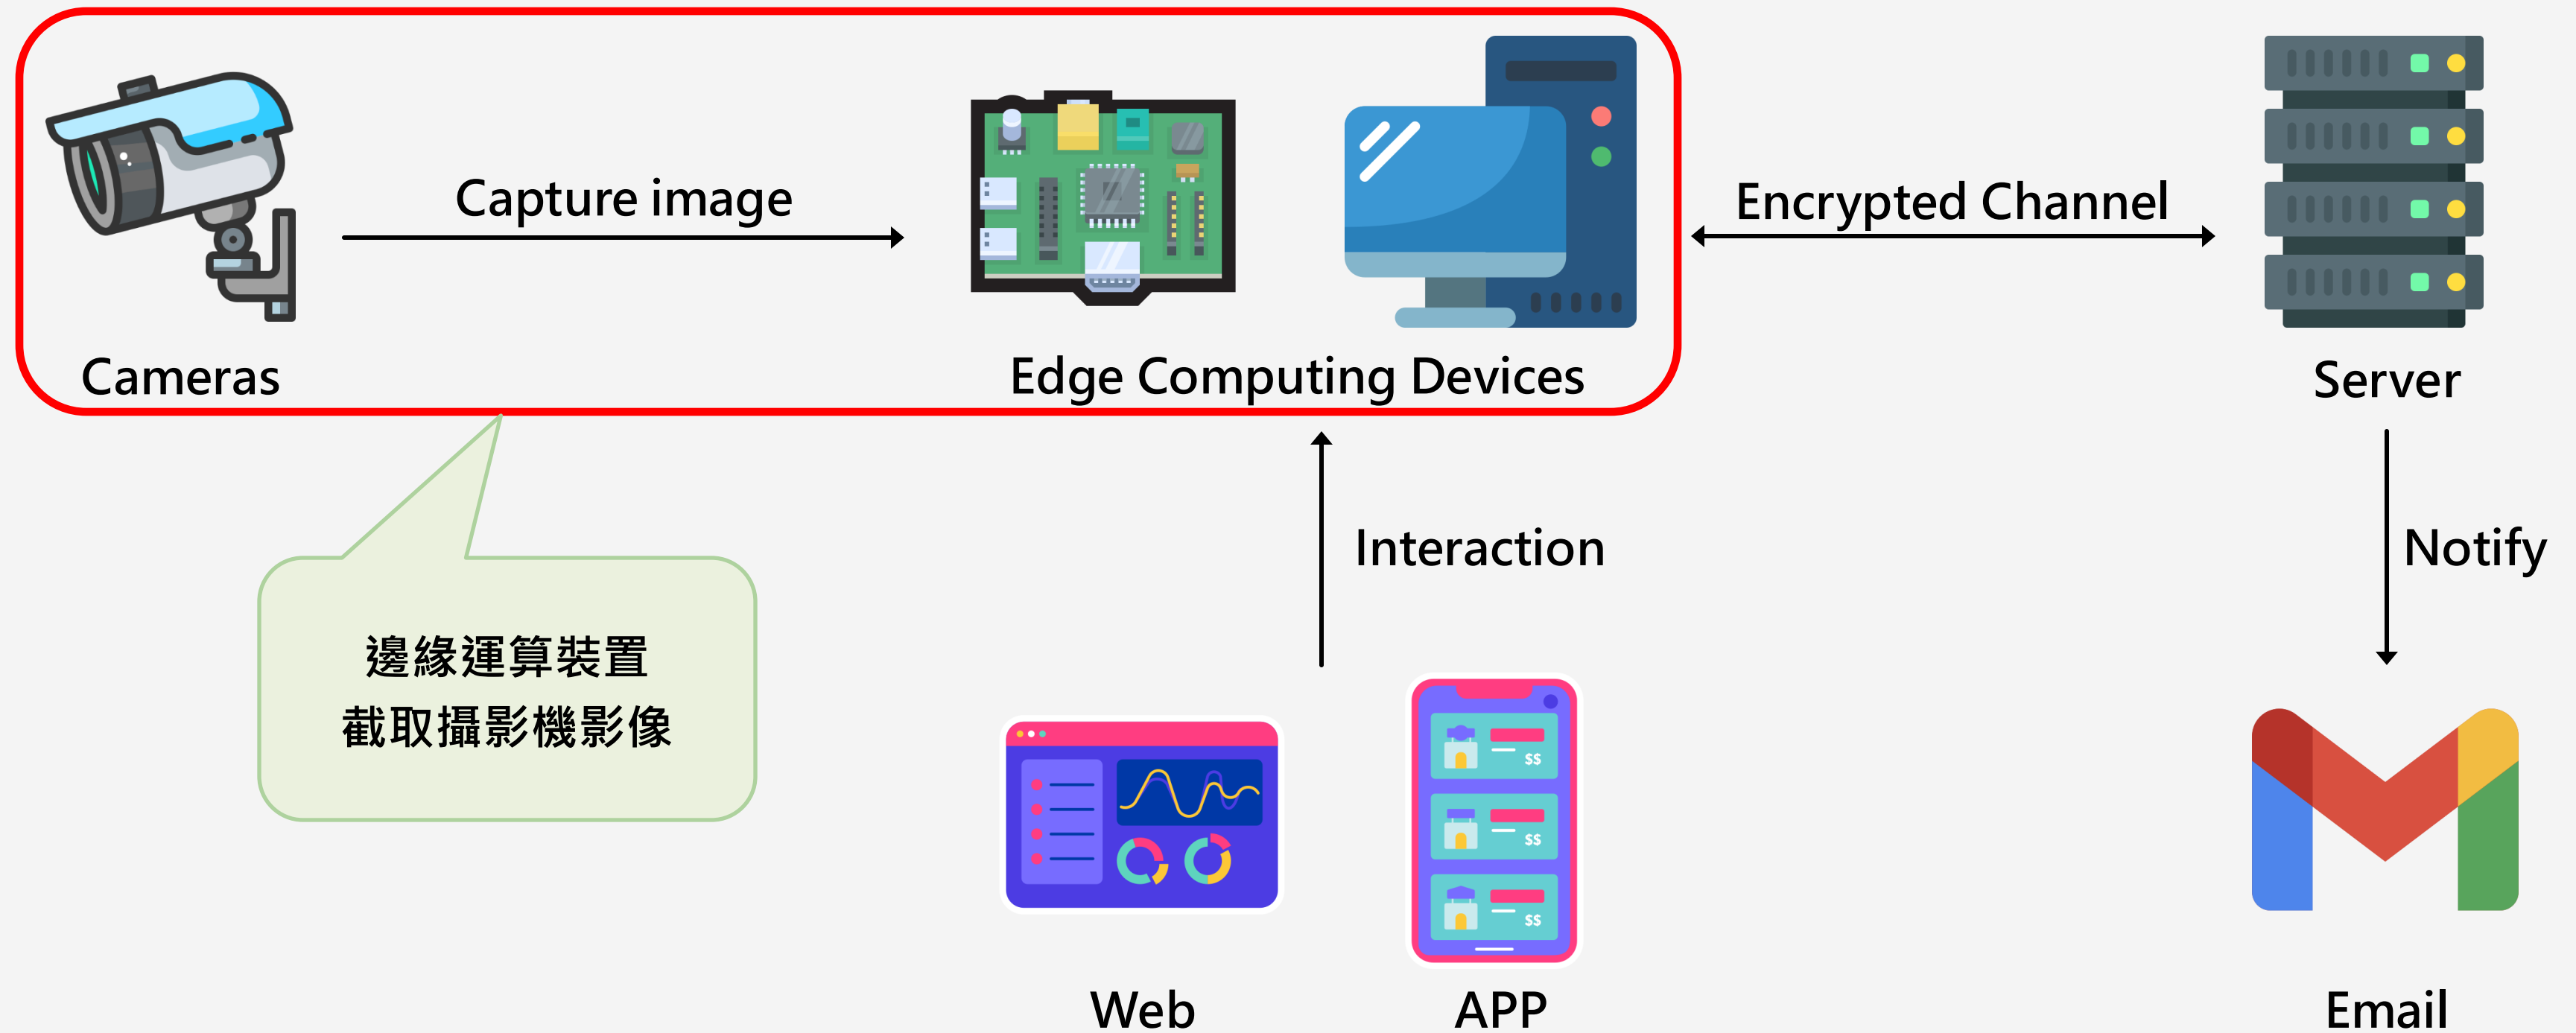 Capture image
Encrypted Channel
Cameras
Edge Computing Devices
Server
Interaction
Notify
邊緣運算裝置
截取攝影機影像
$$
$$
$$
Web
APP
Email